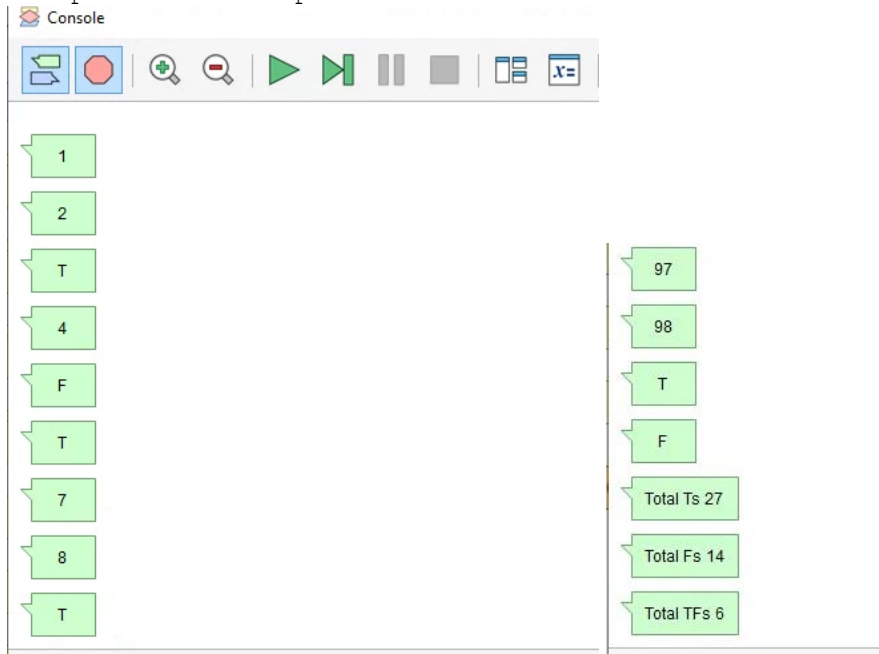 Console
x=
1
2
T
4
F
T
7
8
T
97
98
T
F
Total Ts 27
Total Fs 14
Total TFs 6